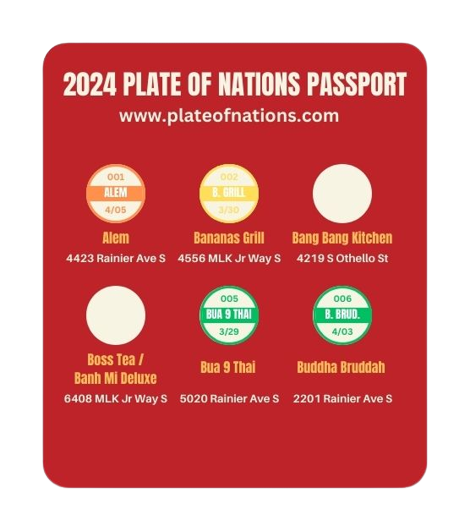 2024 PLATE OF NATIONS PASSPORT
www.plateofnations.com
001
ALEM
4/05
002
B. GRILL
3/30
Alem
Bananas Grill
Bang Bang Kitchen
4423 Rainier Ave S
4556 MLK Jr Way S
4219 S Othello St
005
BUA 9 THAI
3/29
006
B. BRUD.
4/03
Boss Tea /
Banh Mi Deluxe
Bua 9 Thai
Buddha Bruddah
6408 MLK Jr Way S
5020 Rainier Ave S
2201 Rainier Ave S